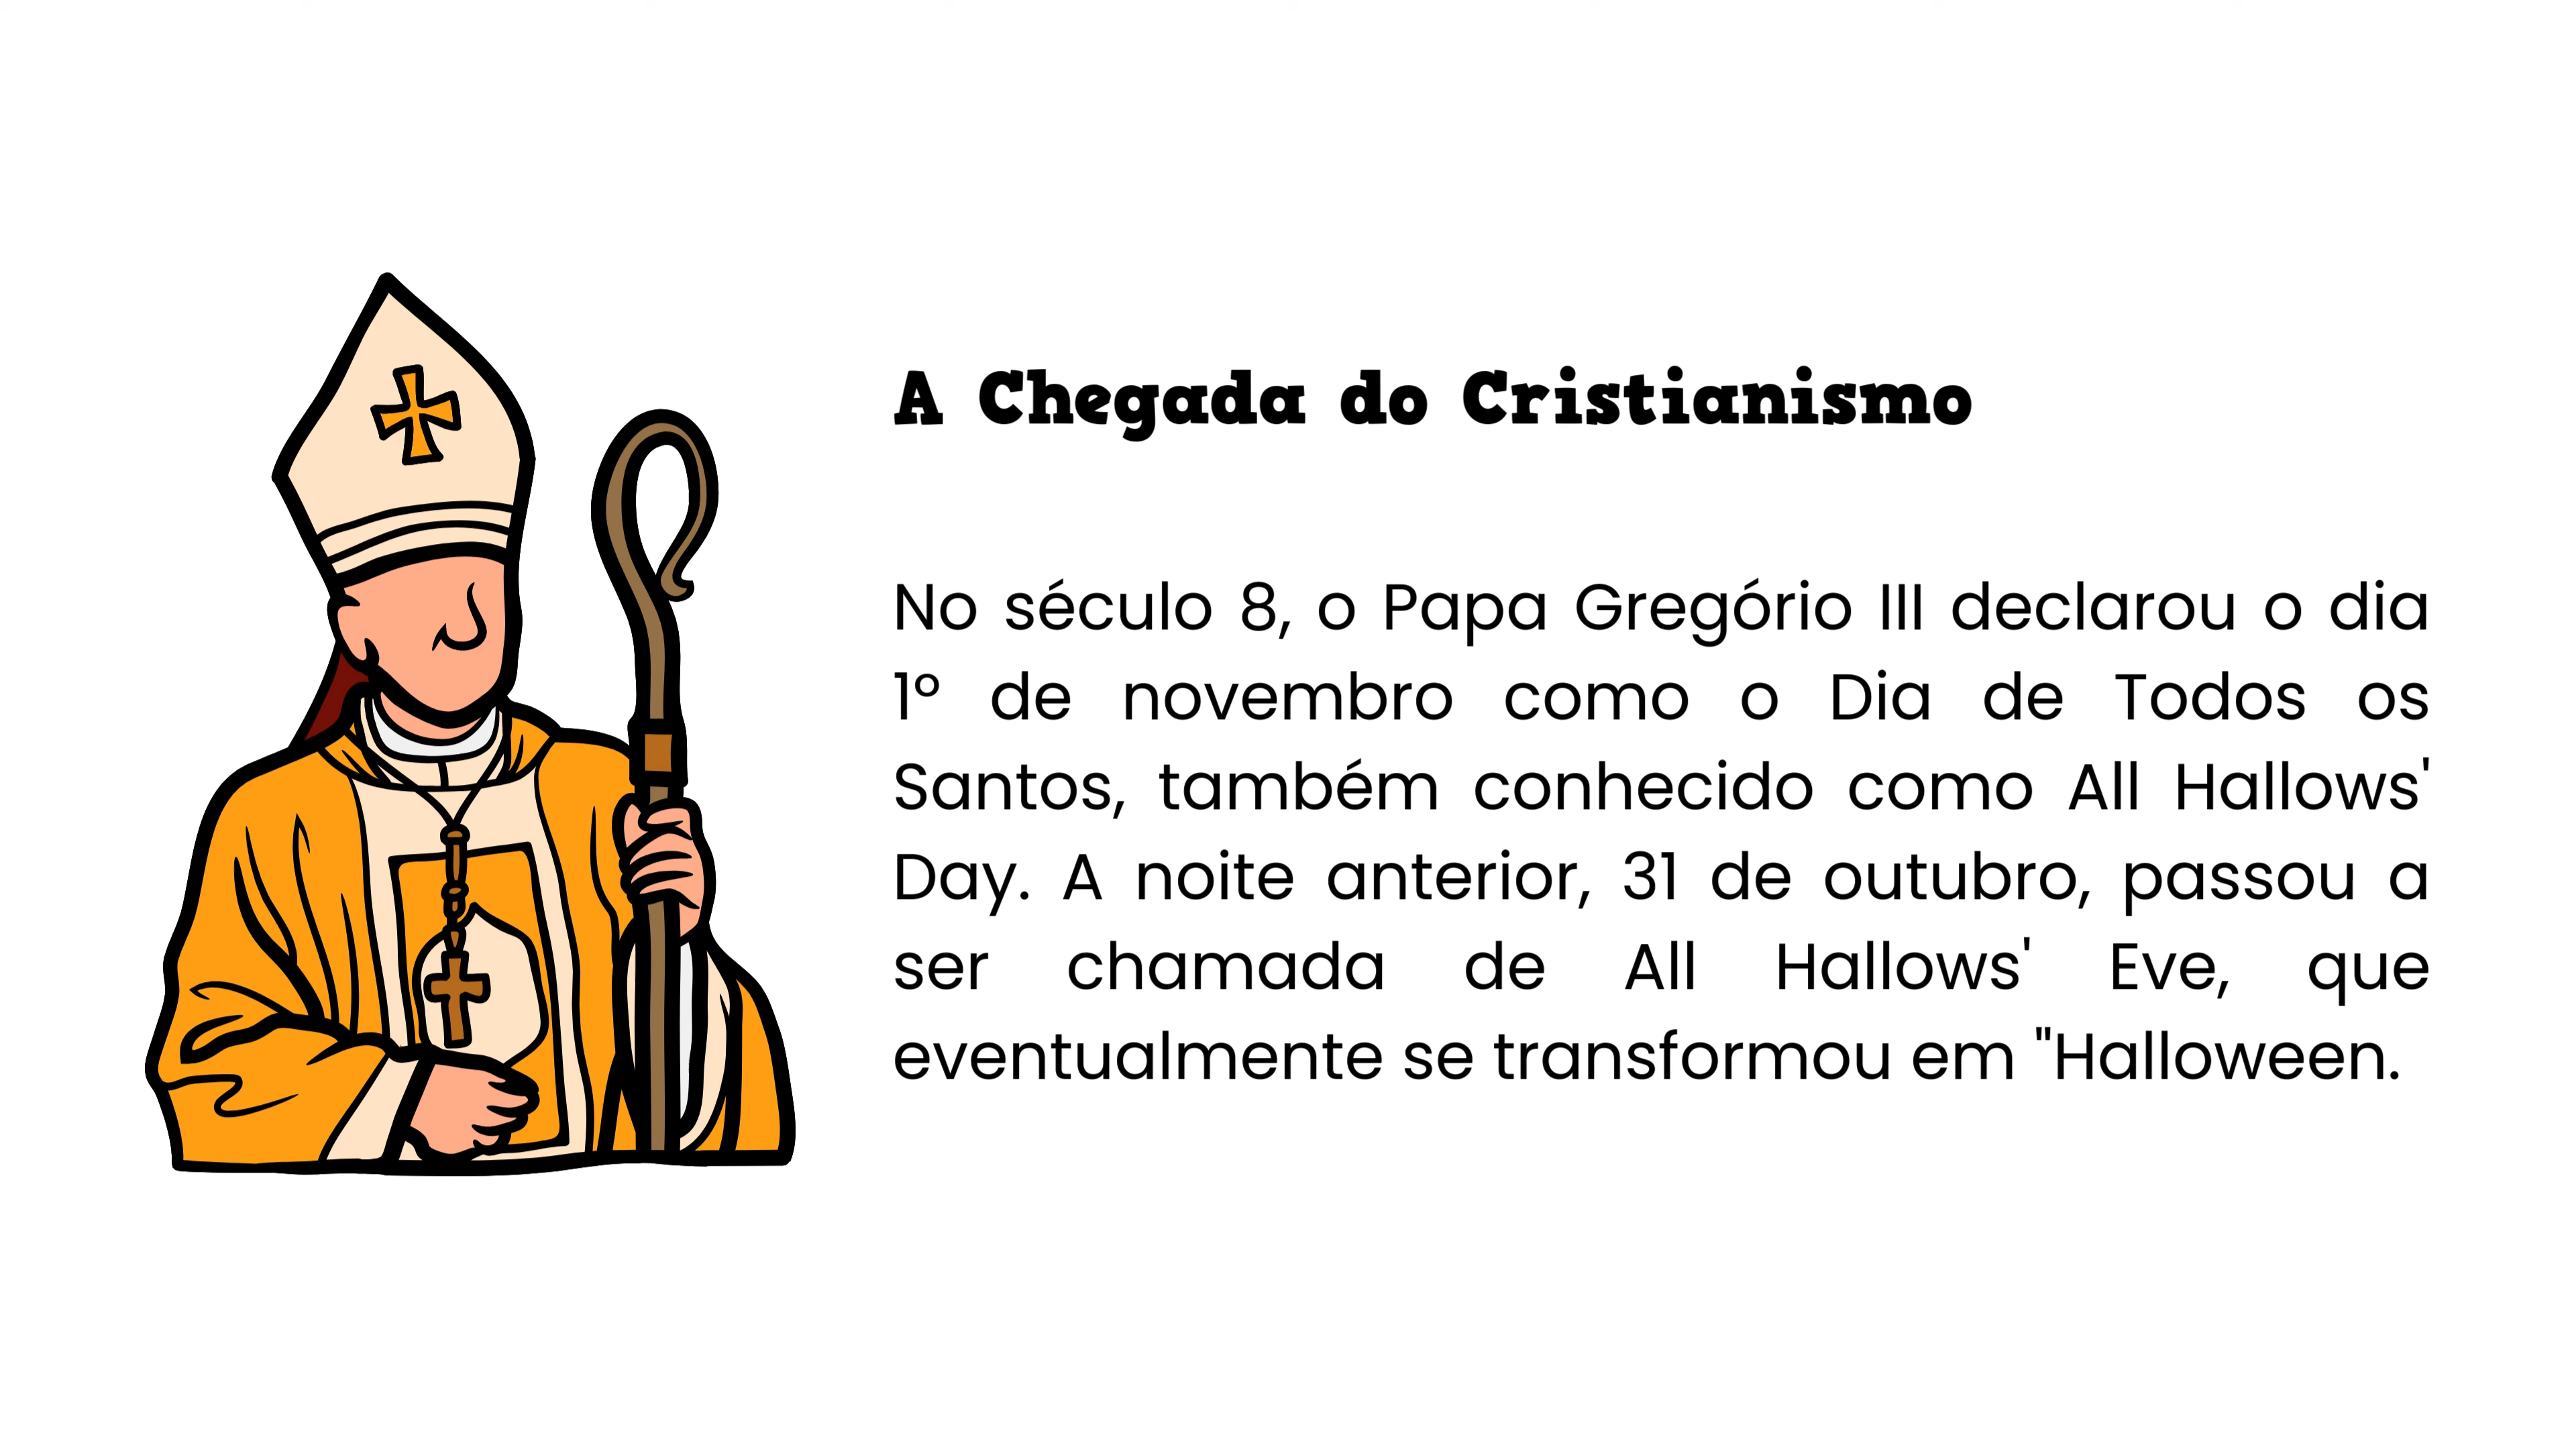 A Chegada do Cristianismo
No século 8, o Papa Gregório III declarou o dia
1º de novembro como o Dia de Todos os
Santos, também conhecido como All Hallows'
Day. A noite anterior, 31 de outubro, passou a
ser chamada de All Hallows' Eve, que
eventualmente se transformou em "Halloween.